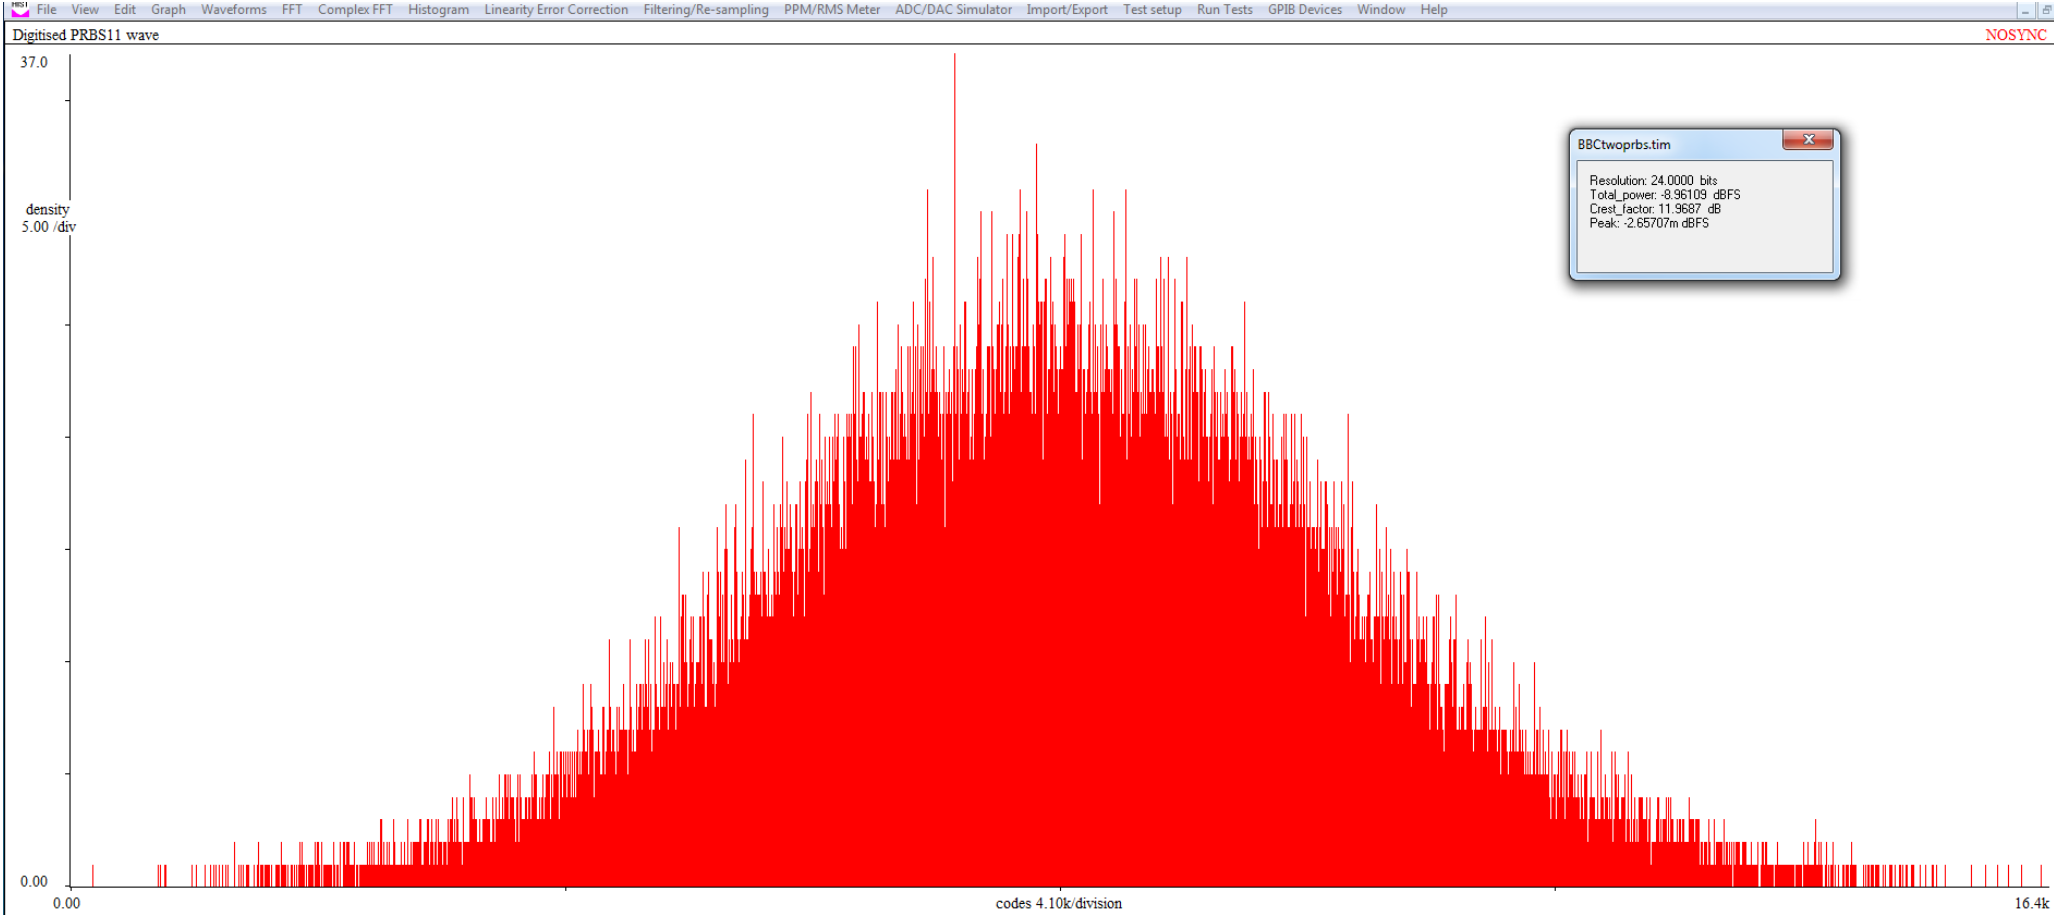 File View Edit Graph Waveforms FFT Complex FFT Histogram Linearity Error Correction Filtering/Re-sampling PPM/RMS Meter ADC/DAC Simulator Import/Export Test setup Run Tests GPIB Devices Window Help
Digitised PRBS11 wave
NOSYNC
37.0
density
5.00 /div
BBCtwoprbs.tim
Resolution: 24.0000 bits
Total_power: -8.96109 dBFS
Crest_factor: 11.9687 dB
Peak: -2.65707m dBFS
0.00
0.00
codes 4.10k/division
16.4k